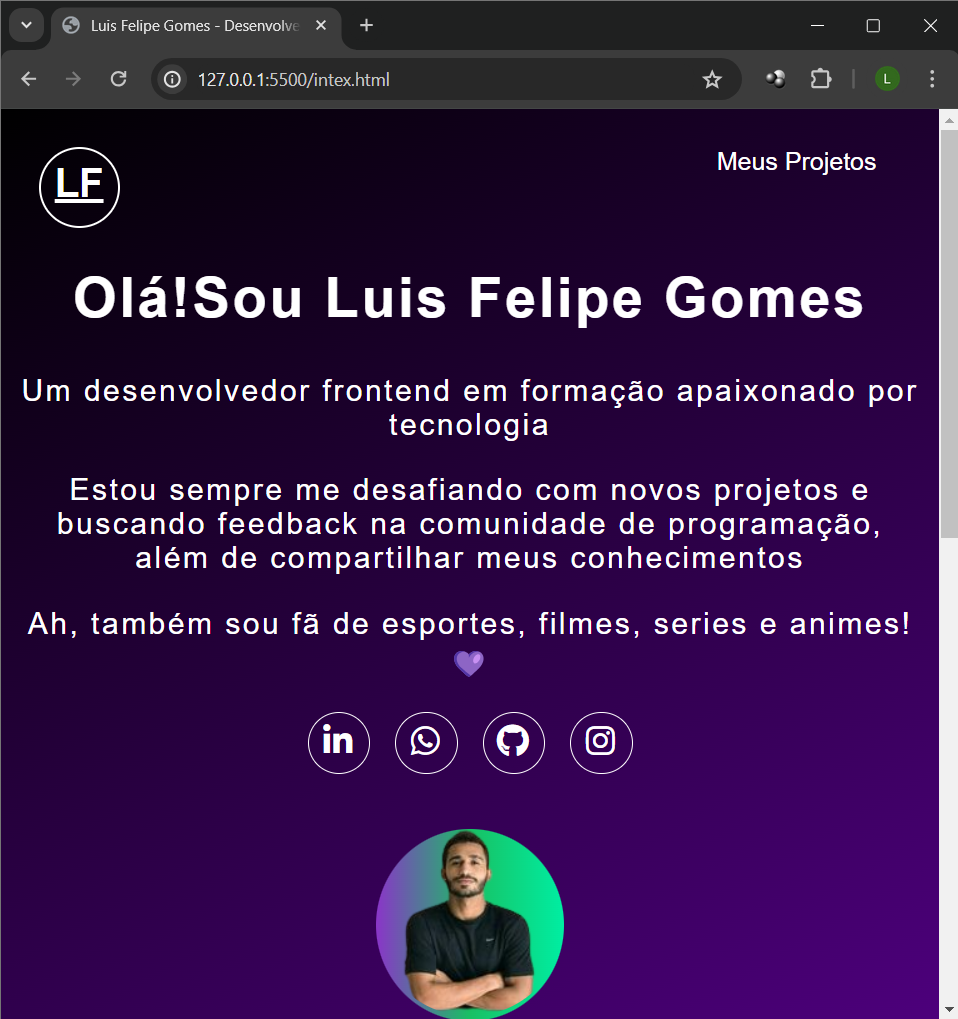 Luis Felipe Gomes - Desenvolve
127.0.0.1:5500/intex.html
L
LF
Meus Projetos
Olá!Sou Luis Felipe Gomes
Um desenvolvedor frontend em formação apaixonado por
tecnologia
Estou sempre me desafiando com novos projetos e
buscando feedback na comunidade de programação,
além de compartilhar meus conhecimentos
Ah, também sou fã de esportes, filmes, series e animes!
💜
in